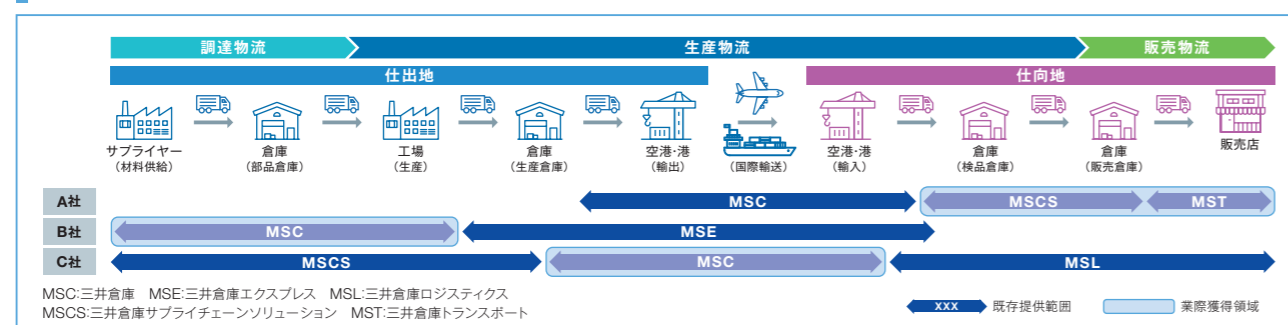 調達物流 生産物流 販売物流
仕出地 仕向地
サプライヤー 倉庫 工場 倉庫 空港・港 空港・港 倉庫 倉庫 販売店
(材料供給) (部品倉庫) (生産) (生産倉庫) (輸出) (国際輸送) (輸入) (検品倉庫) (販売倉庫)
A社 MSC MSCS MST
B社 MSC MSE
C社 MSCS MSC MSL
MSC:三井倉庫 MSE:三井倉庫エクスプレス MSL:三井倉庫ロジスティクス
MSCS:三井倉庫サプライチェーンソリューション MST:三井倉庫トランスポート
XXX 既存提供範囲 業際獲得領域